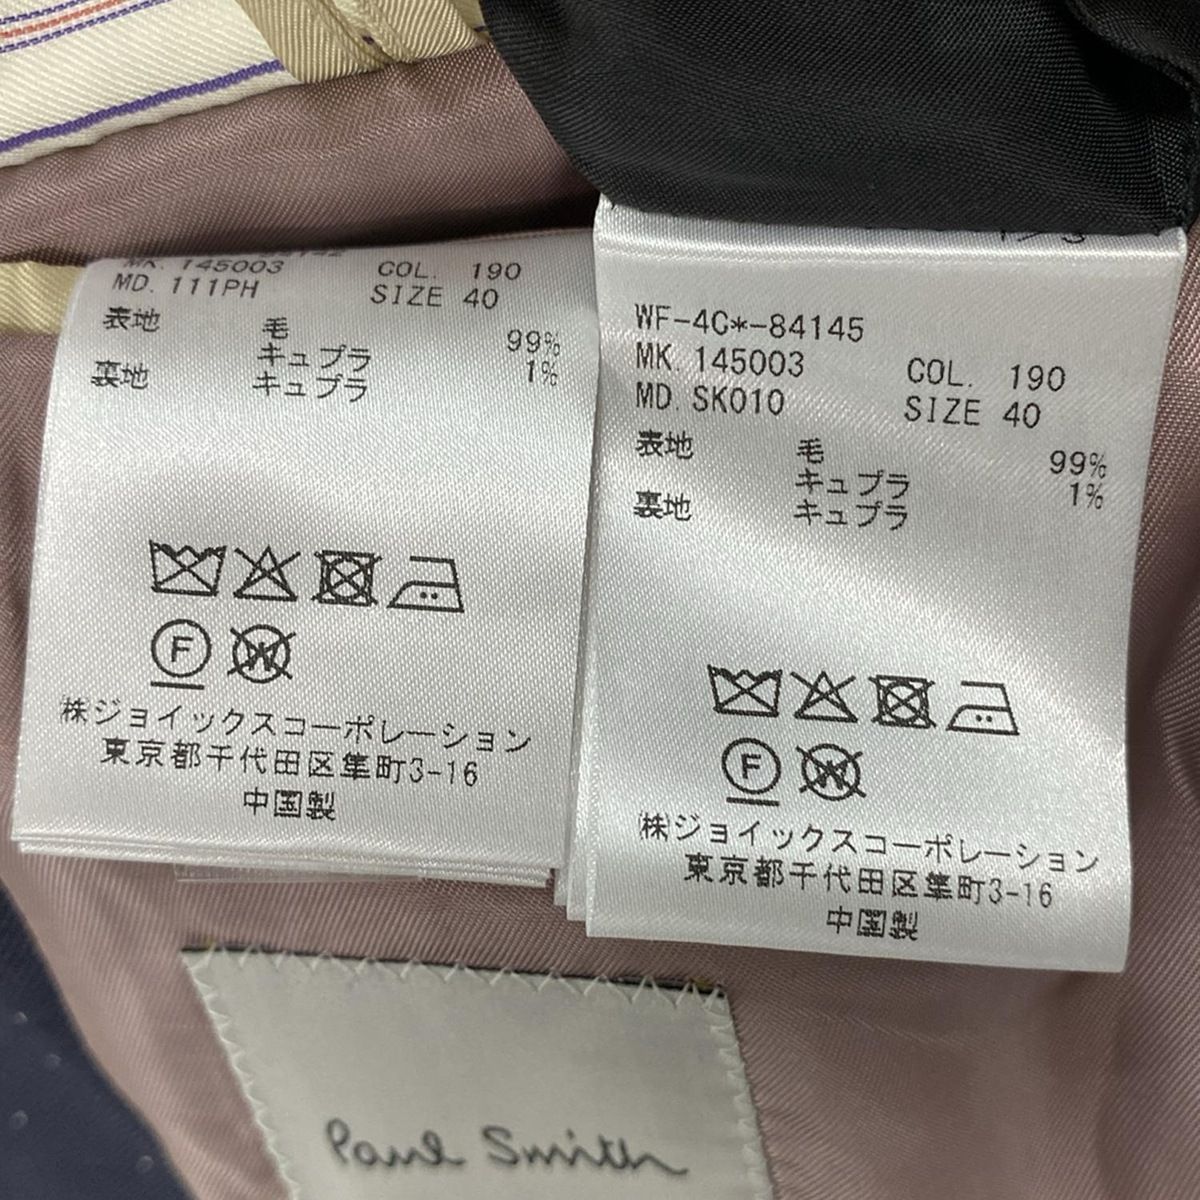 MK. 145003 COL. 190
MD. 111PH SIZE 40
表地 毛 99%
キュプラ 1%
裏地 キュプラ
F W
㈱ジョイックスコーポレーション
東京都千代田区隼町3-16
中国製
WF-4C*-84145
MK. 145003 COL. 190
MD. SK010 SIZE 40
表地 毛 99%
キュプラ 1%
裏地 キュプラ
F W
㈱ジョイックスコーポレーション
東京都千代田区隼町3-16
中国製
Paul Smith